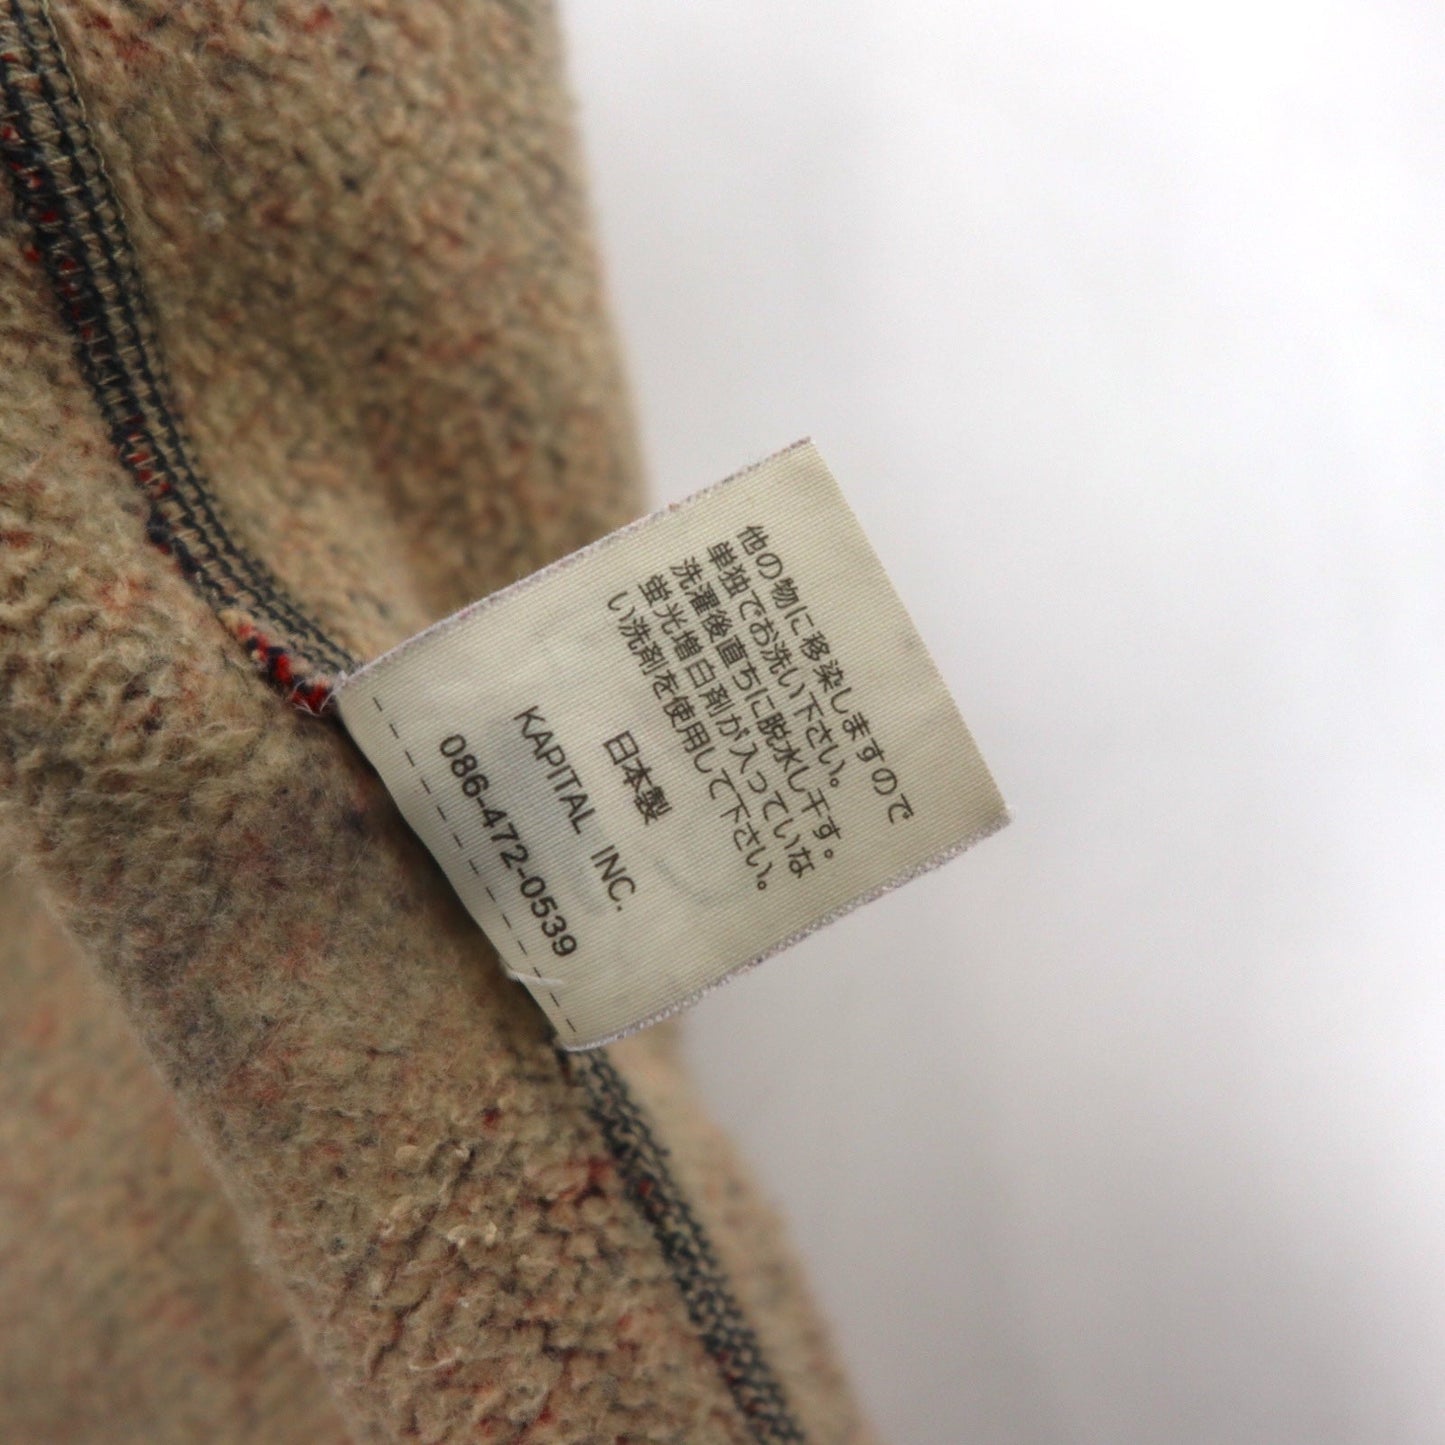 他の物に移染しますので
単独でお洗い下さい。
洗濯後直ちに脱水し干す。
蛍光増白剤が入っていな
い洗剤を使用して下さい。
日本製
KAPITAL INC.
086-472-0539